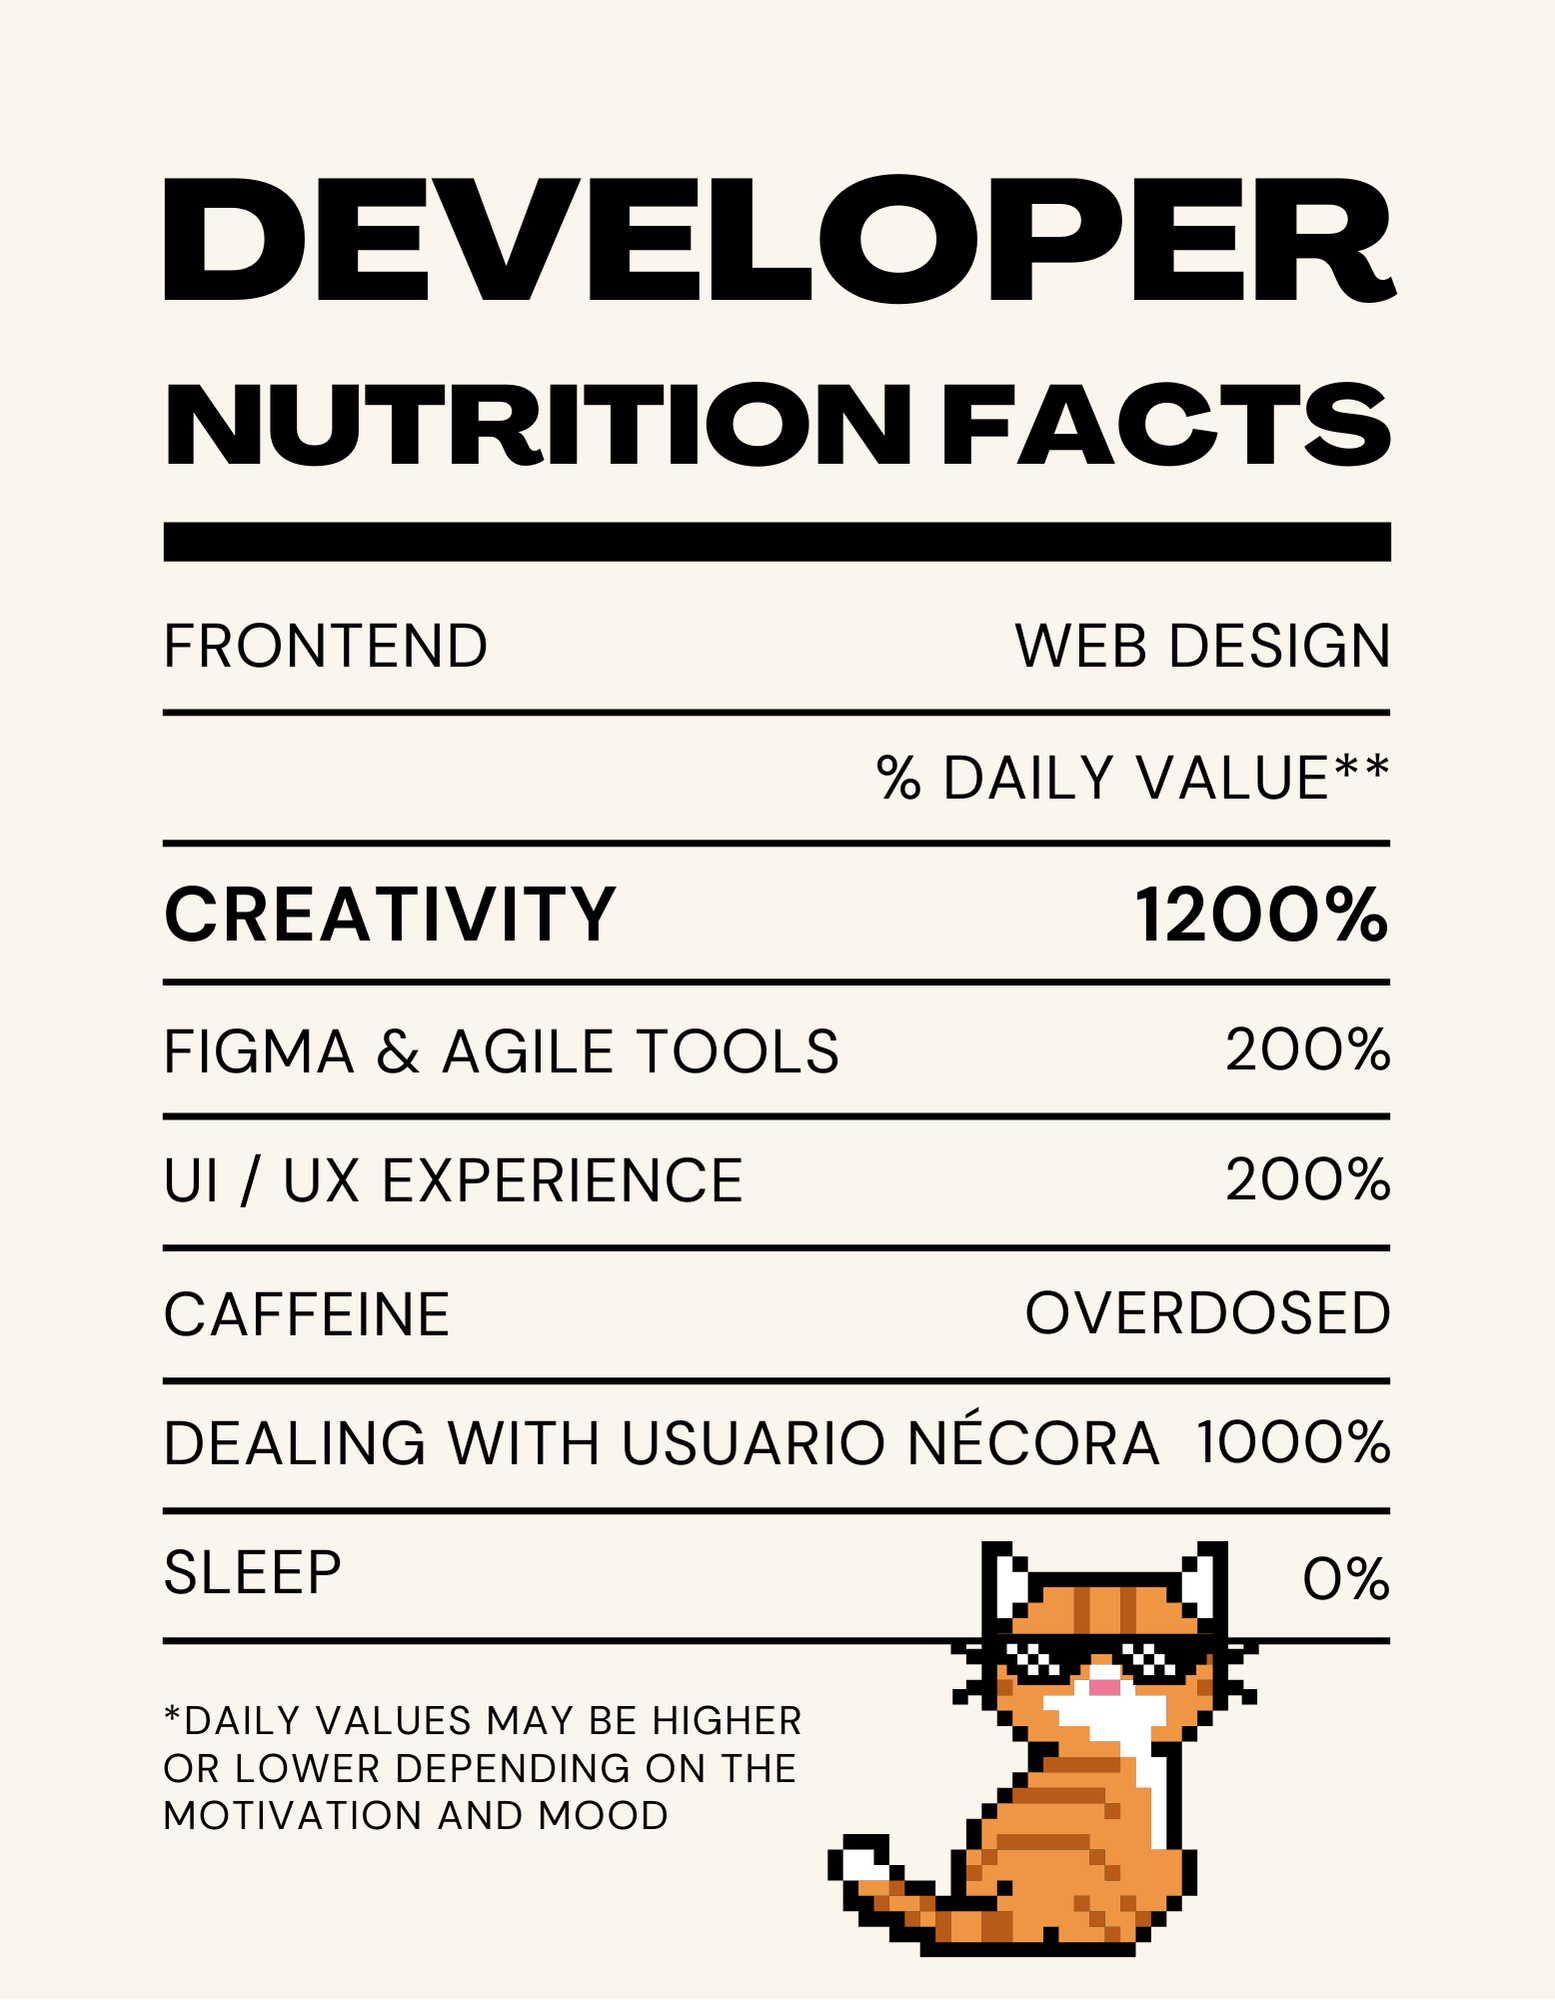 DEVELOPER
NUTRITION FACTS
FRONTEND WEB DESIGN
% DAILY VALUE**
CREATIVITY 1200%
FIGMA & AGILE TOOLS 200%
UI / UX EXPERIENCE 200%
CAFFEINE OVERDOSED
DEALING WITH USUARIO NÉCORA 1000%
SLEEP 0%
*DAILY VALUES MAY BE HIGHER
OR LOWER DEPENDING ON THE
MOTIVATION AND MOOD